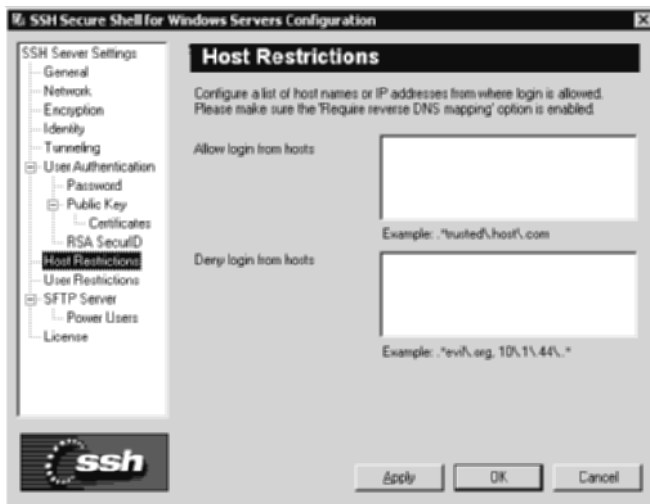 SSH Secure Shell for Windows Servers Configuration
SSH Server Settings
General
Network
Encryption
Identity
Tunneling
User Authentication
Password
Public Key
Certificates
RSA SecurID
Host Restrictions
User Restrictions
SFTP Server
Power Users
License
Host Restrictions
Configure a list of host names or IP addresses from where login is allowed.
Please make sure the 'Require reverse DNS mapping' option is enabled.
Allow login from hosts
Example: .*trusted\.host\.com
Deny login from hosts
Example: .*evil\.org, 10\.1\.44\..*
ssh
Apply
OK
Cancel